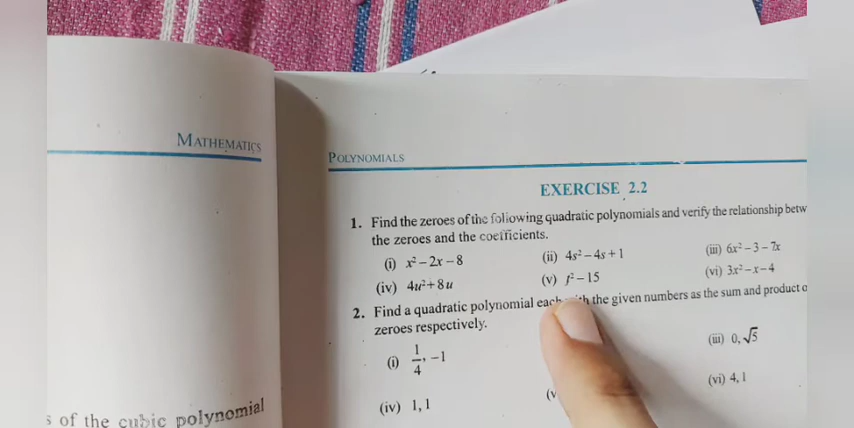 MATHEMATICS
s of the cubic polynomial
POLYNOMIALS
EXERCISE 2.2
1. Find the zeroes of the following quadratic polynomials and verify the relationship betw
the zeroes and the coefficients.
(i) x² – 2x – 8 (ii) 4s² – 4s + 1 (iii) 6x² – 3 – 7x
(iv) 4u² + 8u (v) t² – 15 (vi) 3x² – x – 4
2. Find a quadratic polynomial each with the given numbers as the sum and product o
zeroes respectively.
(i) 1/4, –1 (iii) 0, √5
(iv) 1, 1 (v (vi) 4, 1